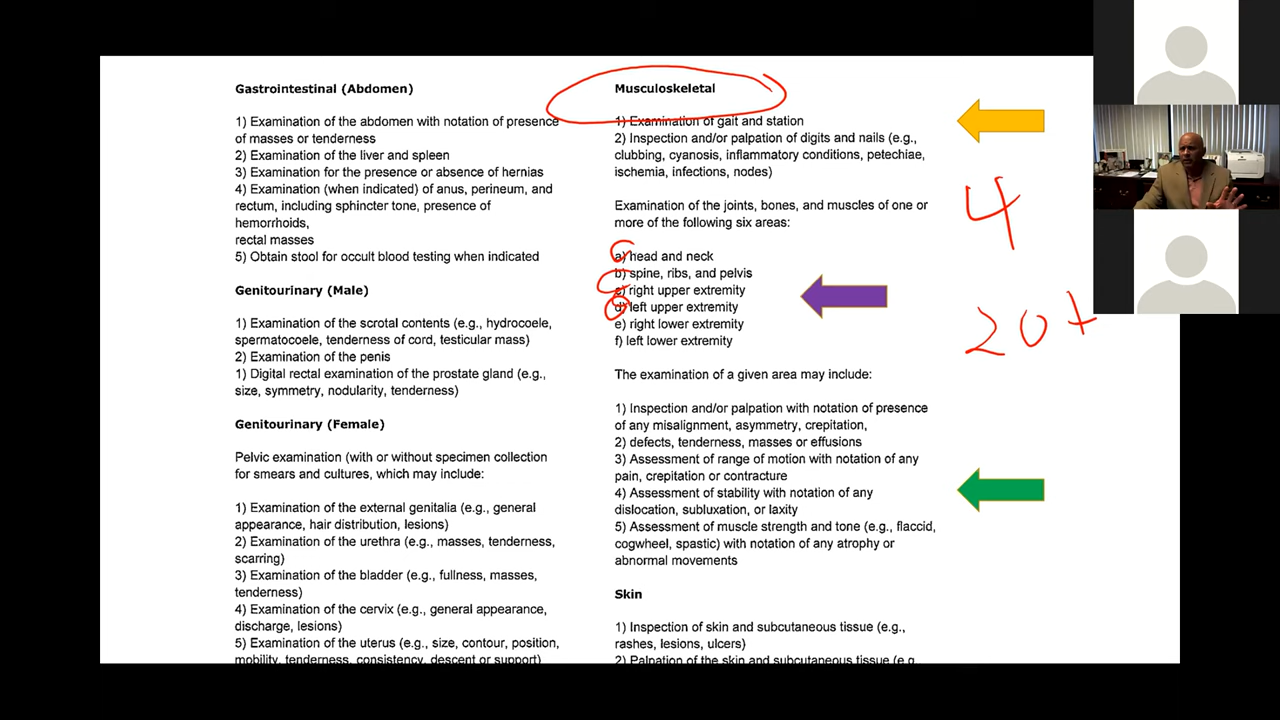 Gastrointestinal (Abdomen)
1) Examination of the abdomen with notation of presence
of masses or tenderness
2) Examination of the liver and spleen
3) Examination for the presence or absence of hernias
4) Examination (when indicated) of anus, perineum, and
rectum, including sphincter tone, presence of
hemorrhoids,
rectal masses
5) Obtain stool for occult blood testing when indicated
Genitourinary (Male)
1) Examination of the scrotal contents (e.g., hydrocoele,
spermatocoele, tenderness of cord, testicular mass)
2) Examination of the penis
1) Digital rectal examination of the prostate gland (e.g.,
size, symmetry, nodularity, tenderness)
Genitourinary (Female)
Pelvic examination (with or without specimen collection
for smears and cultures, which may include:
1) Examination of the external genitalia (e.g., general
appearance, hair distribution, lesions)
2) Examination of the urethra (e.g., masses, tenderness,
scarring)
3) Examination of the bladder (e.g., fullness, masses,
tenderness)
4) Examination of the cervix (e.g., general appearance,
discharge, lesions)
5) Examination of the uterus (e.g., size, contour, position,
mobility, tenderness, consistency, descent or support)
Musculoskeletal
1) Examination of gait and station
2) Inspection and/or palpation of digits and nails (e.g.,
clubbing, cyanosis, inflammatory conditions, petechiae,
ischemia, infections, nodes)
Examination of the joints, bones, and muscles of one or
more of the following six areas:
a) head and neck
b) spine, ribs, and pelvis
c) right upper extremity
d) left upper extremity
e) right lower extremity
f) left lower extremity
The examination of a given area may include:
1) Inspection and/or palpation with notation of presence
of any misalignment, asymmetry, crepitation,
2) defects, tenderness, masses or effusions
3) Assessment of range of motion with notation of any
pain, crepitation or contracture
4) Assessment of stability with notation of any
dislocation, subluxation, or laxity
5) Assessment of muscle strength and tone (e.g., flaccid,
cogwheel, spastic) with notation of any atrophy or
abnormal movements
Skin
1) Inspection of skin and subcutaneous tissue (e.g.,
rashes, lesions, ulcers)
2) Palpation of the skin and subcutaneous tissue (e.g.
4
20+